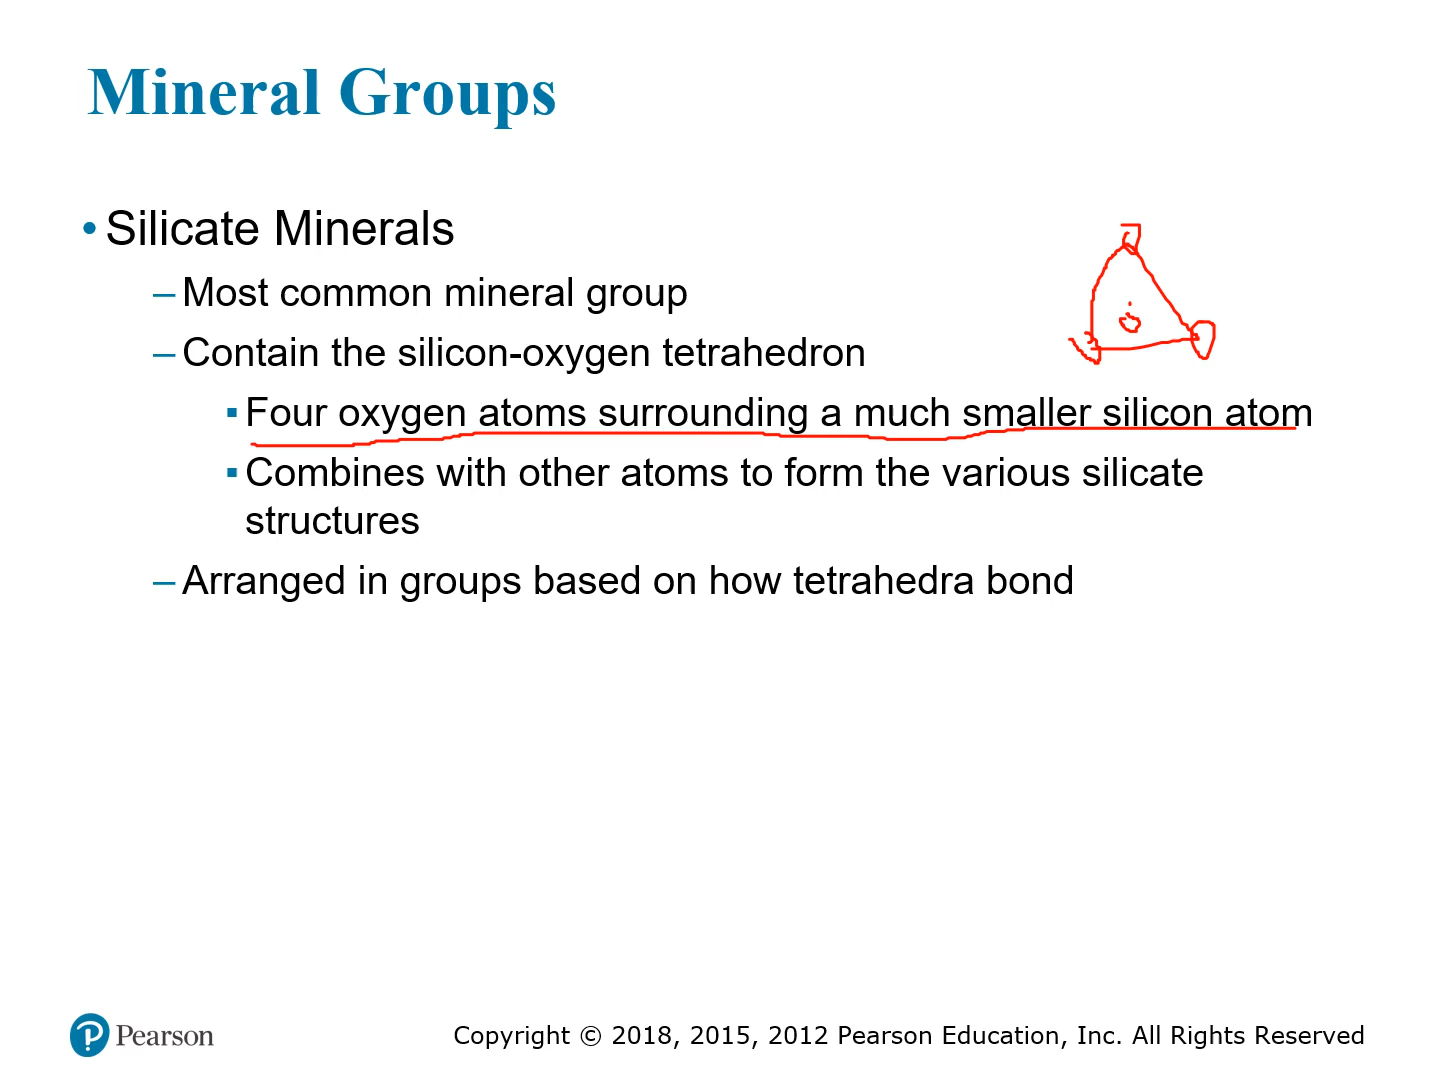 Mineral Groups
• Silicate Minerals
– Most common mineral group
– Contain the silicon-oxygen tetrahedron
▪ Four oxygen atoms surrounding a much smaller silicon atom
▪ Combines with other atoms to form the various silicate
structures
– Arranged in groups based on how tetrahedra bond
Pearson
Copyright © 2018, 2015, 2012 Pearson Education, Inc. All Rights Reserved